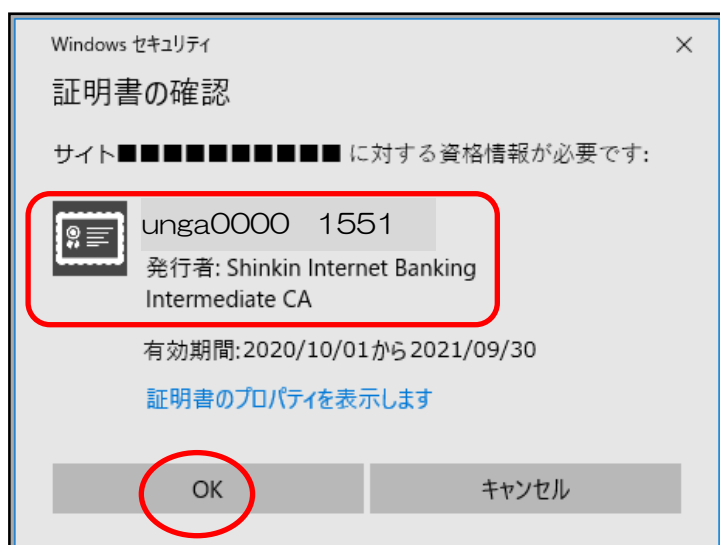 Windows セキュリティ
証明書の確認
サイト■■■■■■■■■■ に対する資格情報が必要です:
unga0000 1551
発行者: Shinkin Internet Banking
Intermediate CA
有効期間:2020/10/01から2021/09/30
証明書のプロパティを表示します
OK キャンセル